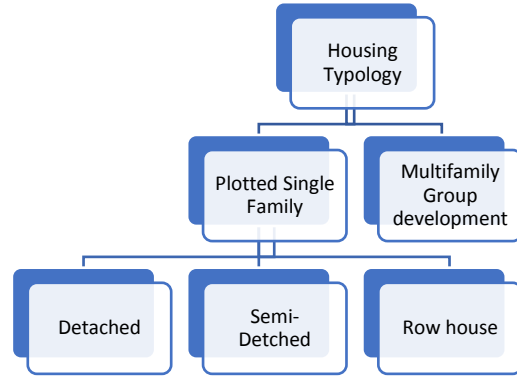 Housing
Typology
Plotted Single
Family
Multifamily
Group
development
Detached
Semi-
Detched
Row house